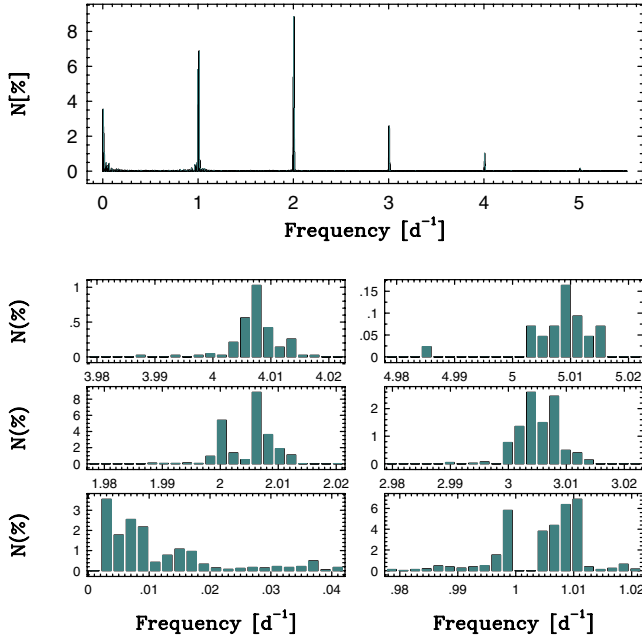 N[%]
8
6
4
2
0
0 1 2 3 4 5
Frequency [d⁻¹]
N(%)
1
.5
0
3.98 3.99 4 4.01 4.02
.15
.1
.05
0
4.98 4.99 5 5.01 5.02
N(%)
8
6
4
2
0
1.98 1.99 2 2.01 2.02
2
1
0
2.98 2.99 3 3.01 3.02
N(%)
3
2
1
0
0 .01 .02 .03 .04
6
4
2
0
.98 .99 1 1.01 1.02
Frequency [d⁻¹] Frequency [d⁻¹]